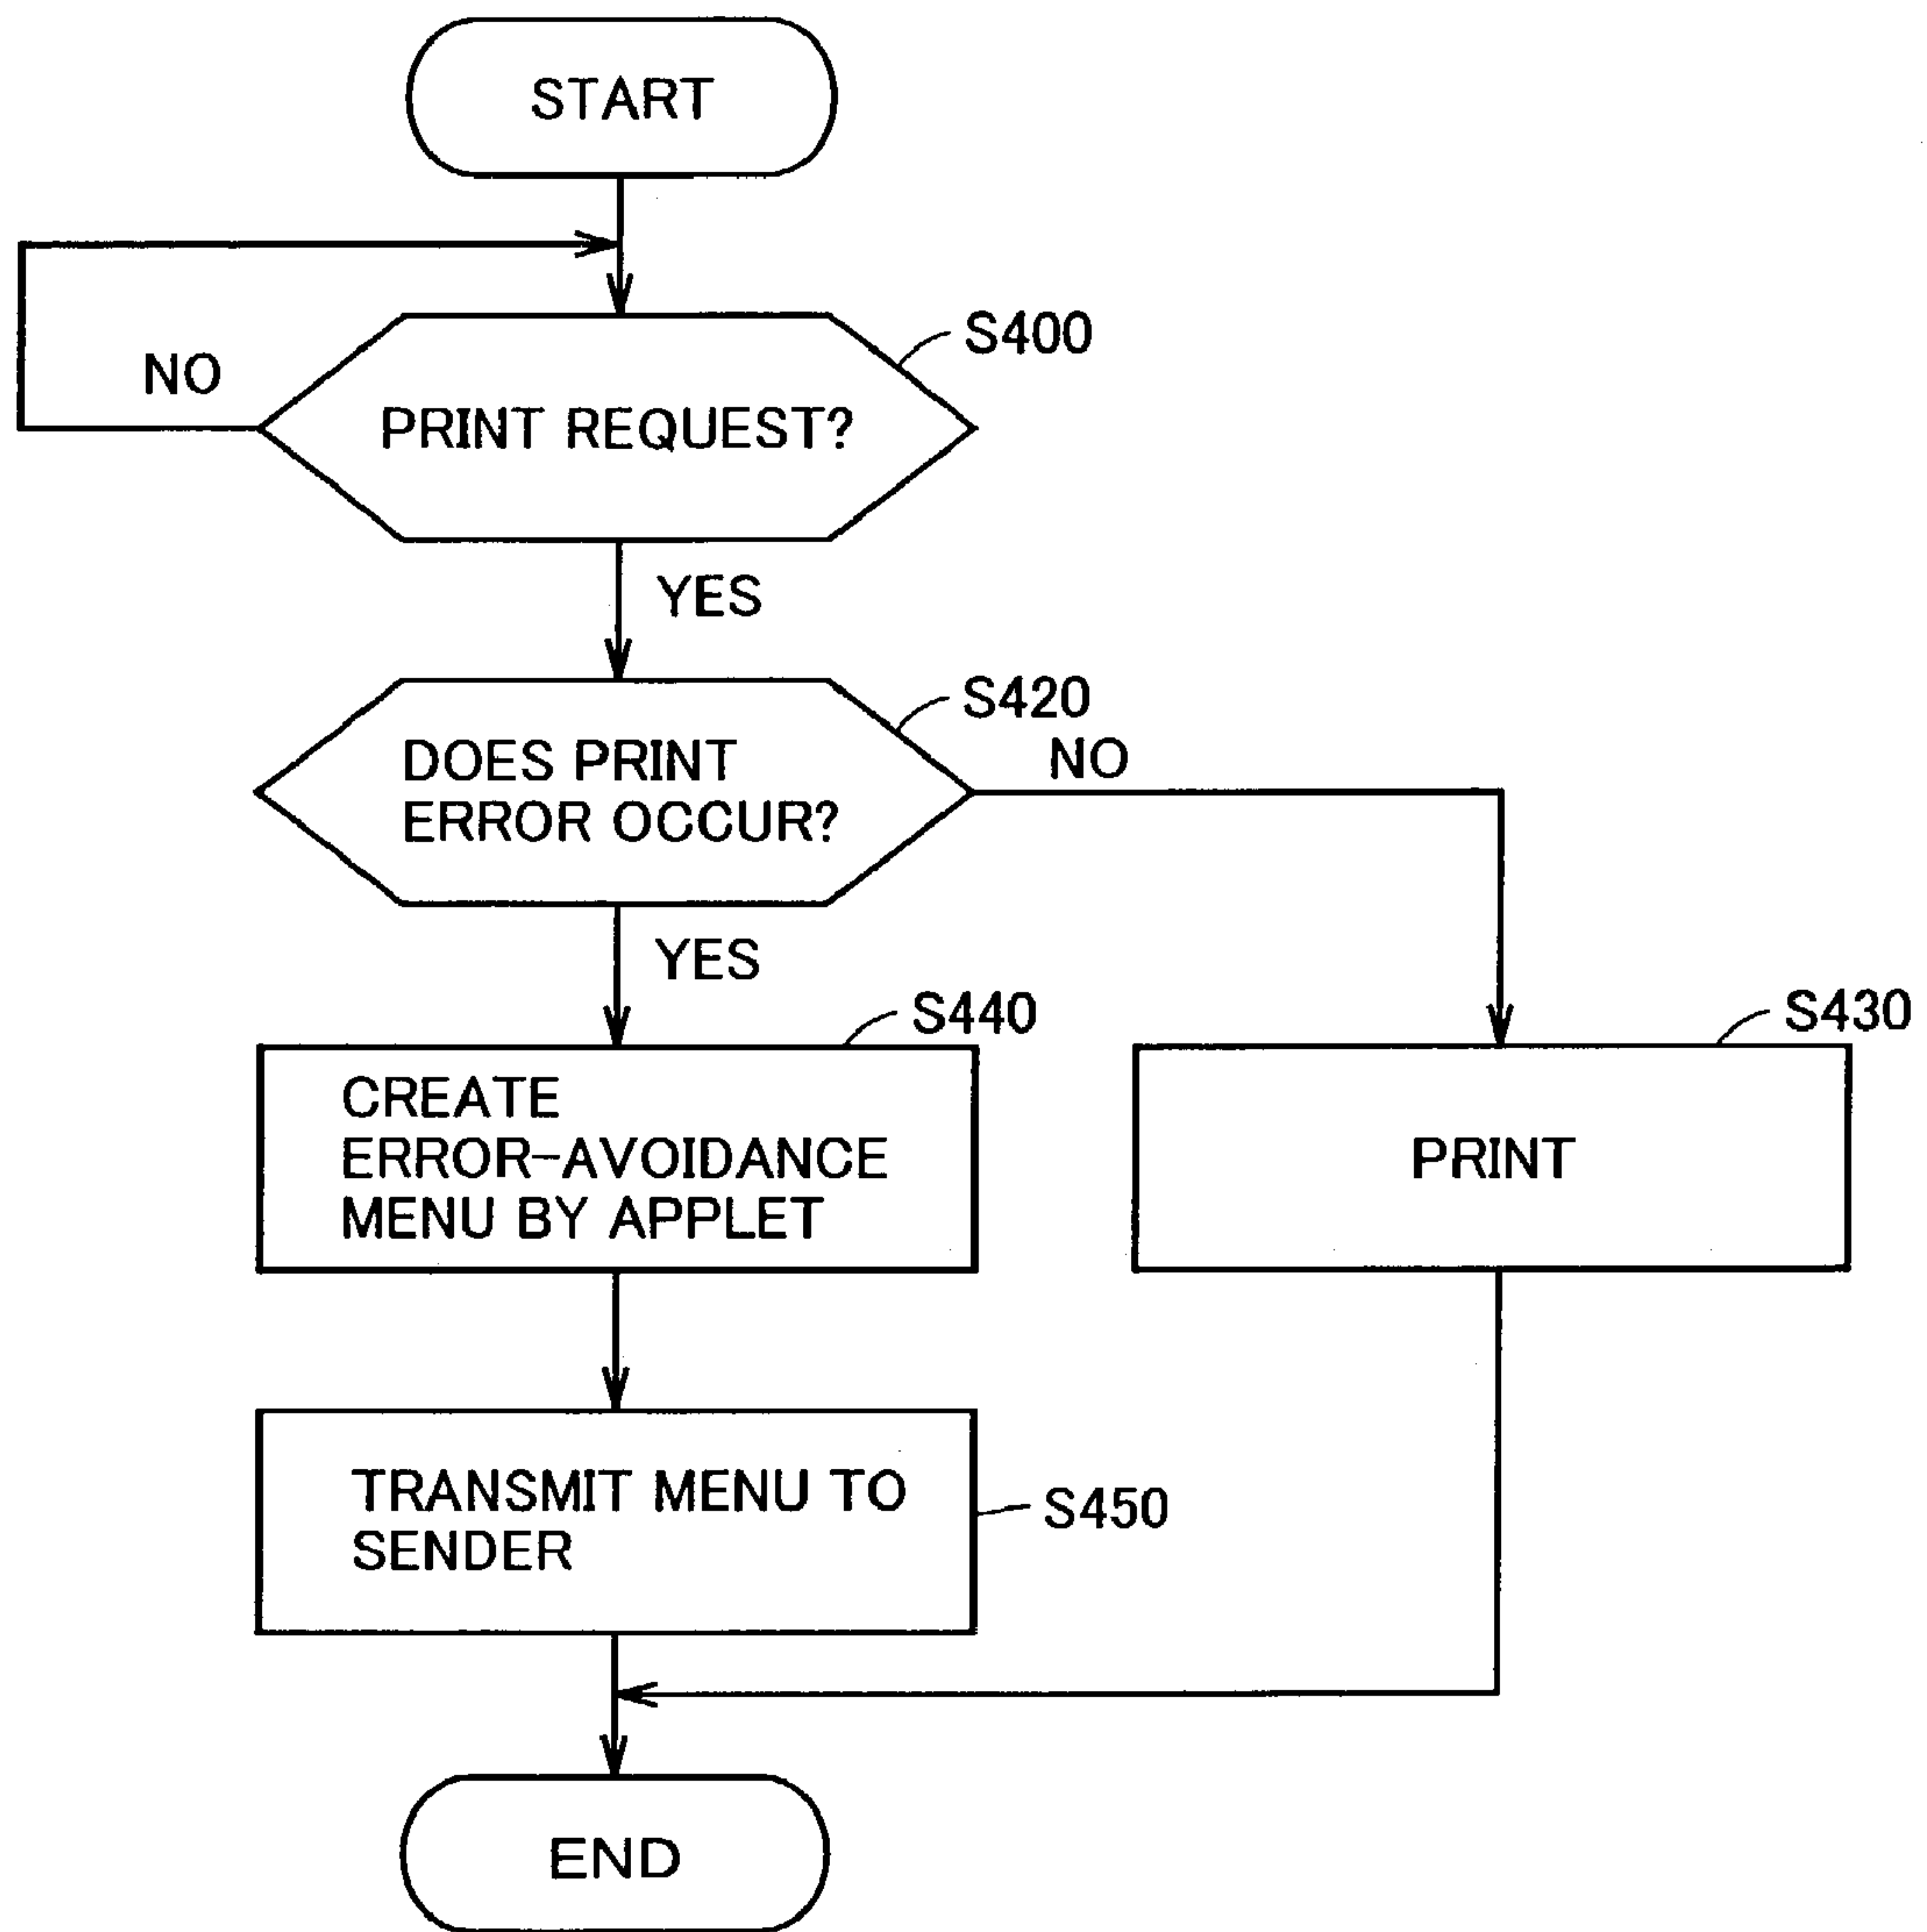 START
S400
NO
PRINT REQUEST?
YES
S420
NO
DOES PRINT
ERROR OCCUR?
YES
S440
S430
CREATE
ERROR-AVOIDANCE
MENU BY APPLET
PRINT
TRANSMIT MENU TO
SENDER
S450
END